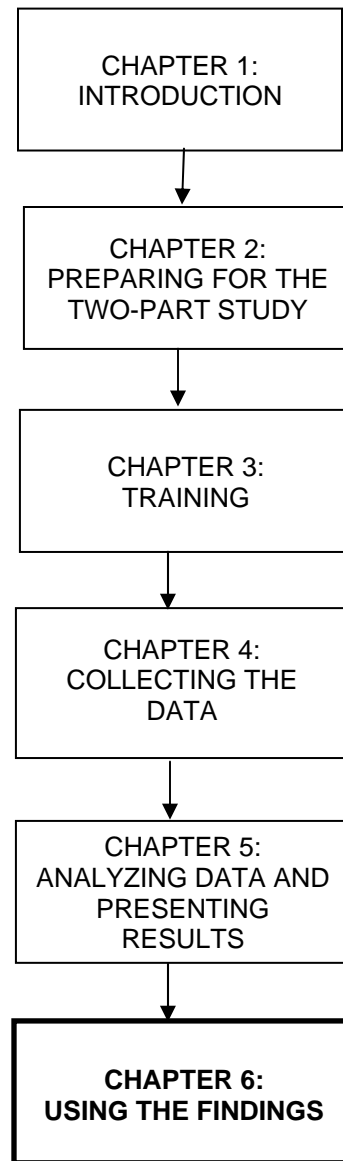 CHAPTER 1:
INTRODUCTION
CHAPTER 2:
PREPARING FOR THE
TWO-PART STUDY
CHAPTER 3:
TRAINING
CHAPTER 4:
COLLECTING THE
DATA
CHAPTER 5:
ANALYZING DATA AND
PRESENTING
RESULTS
CHAPTER 6:
USING THE FINDINGS